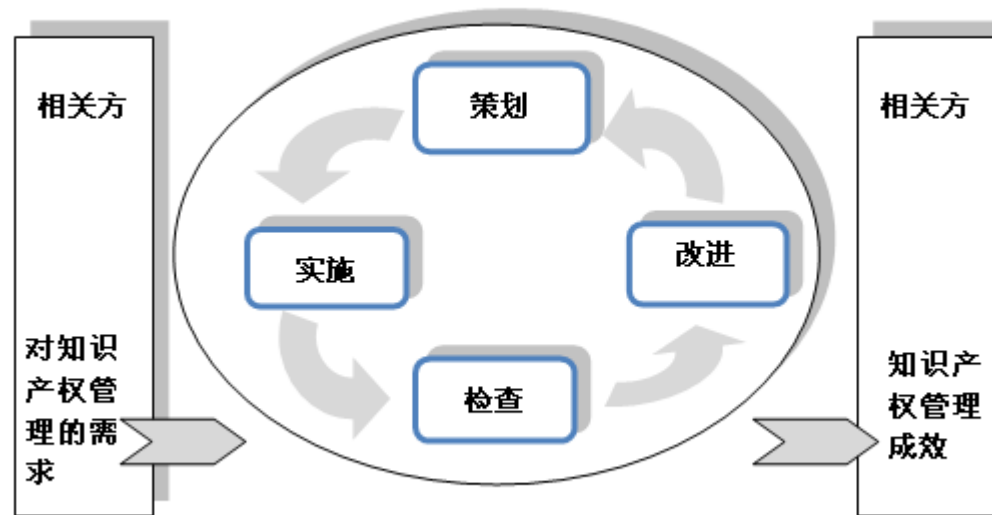 相关方
对知识
产权管
理的需
求
策划
实施
改进
检查
相关方
知识产
权管理
成效